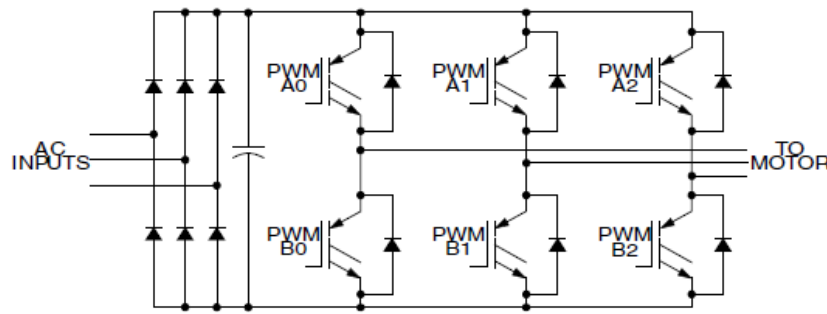 PWM
A0
PWM
A1
PWM
A2
AC
INPUTS
TO
MOTOR
PWM
B0
PWM
B1
PWM
B2